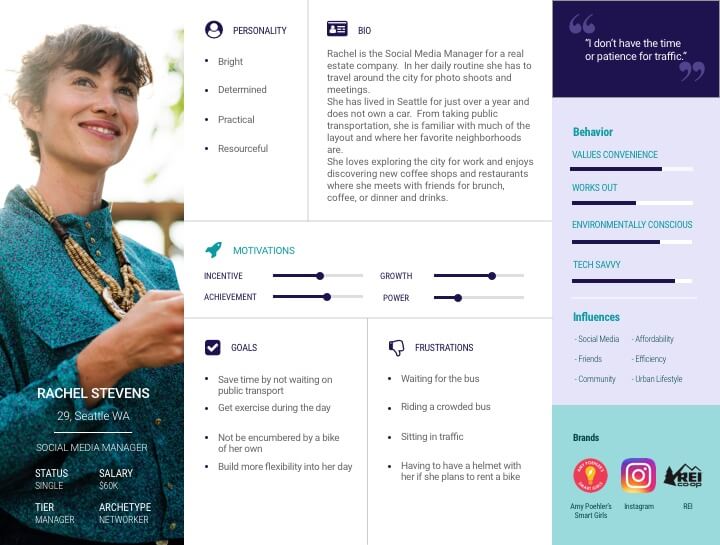 RACHEL STEVENS
29, Seattle WA
SOCIAL MEDIA MANAGER
STATUS
SINGLE
SALARY
$60K
TIER
MANAGER
ARCHETYPE
NETWORKER
PERSONALITY
• Bright
• Determined
• Practical
• Resourceful
BIO
Rachel is the Social Media Manager for a real
estate company. In her daily routine she has to
travel around the city for photo shoots and
meetings.
She has lived in Seattle for just over a year and
does not own a car. From taking public
transportation, she is familiar with much of the
layout and where her favorite neighborhoods
are.
She loves exploring the city for work and enjoys
discovering new coffee shops and restaurants
where she meets with friends for brunch,
coffee, or dinner and drinks.
MOTIVATIONS
INCENTIVE
GROWTH
ACHIEVEMENT
POWER
GOALS
• Save time by not waiting on
public transport
• Get exercise during the day
• Not be encumbered by a bike
of her own
• Build more flexibility into her day
FRUSTRATIONS
• Waiting for the bus
• Riding a crowded bus
• Sitting in traffic
• Having to have a helmet with
her if she plans to rent a bike
“I don’t have the time
or patience for traffic.”
Behavior
VALUES CONVENIENCE
WORKS OUT
ENVIRONMENTALLY CONSCIOUS
TECH SAVVY
Influences
- Social Media
- Affordability
- Friends
- Efficiency
- Community
- Urban Lifestyle
Brands
AMY POEHLER'S
SMART GIRLS
REI
co·op
Amy Poehler’s
Smart Girls
Instagram
REI